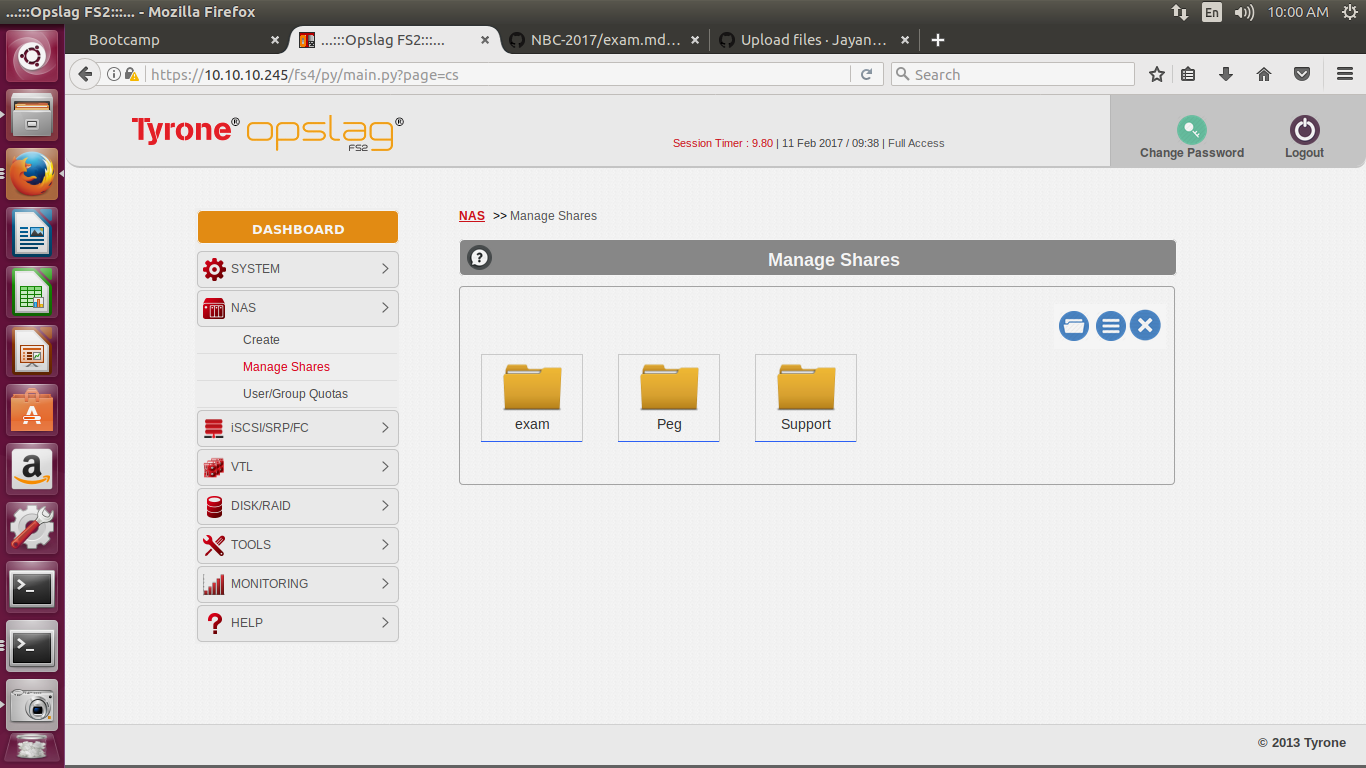 ...:::Opslag FS2:::... - Mozilla Firefox
En
10:00 AM
Bootcamp
...:::Opslag FS2:::...
NBC-2017/exam.md...
Upload files · Jayan...
https://10.10.10.245/fs4/py/main.py?page=cs
Search
Tyrone® opslag®
FS2
Session Timer : 9.80 | 11 Feb 2017 / 09:38 | Full Access
Change Password
Logout
DASHBOARD
SYSTEM
NAS
Create
Manage Shares
User/Group Quotas
iSCSI/SRP/FC
VTL
DISK/RAID
TOOLS
MONITORING
HELP
NAS >> Manage Shares
Manage Shares
exam
Peg
Support
© 2013 Tyrone